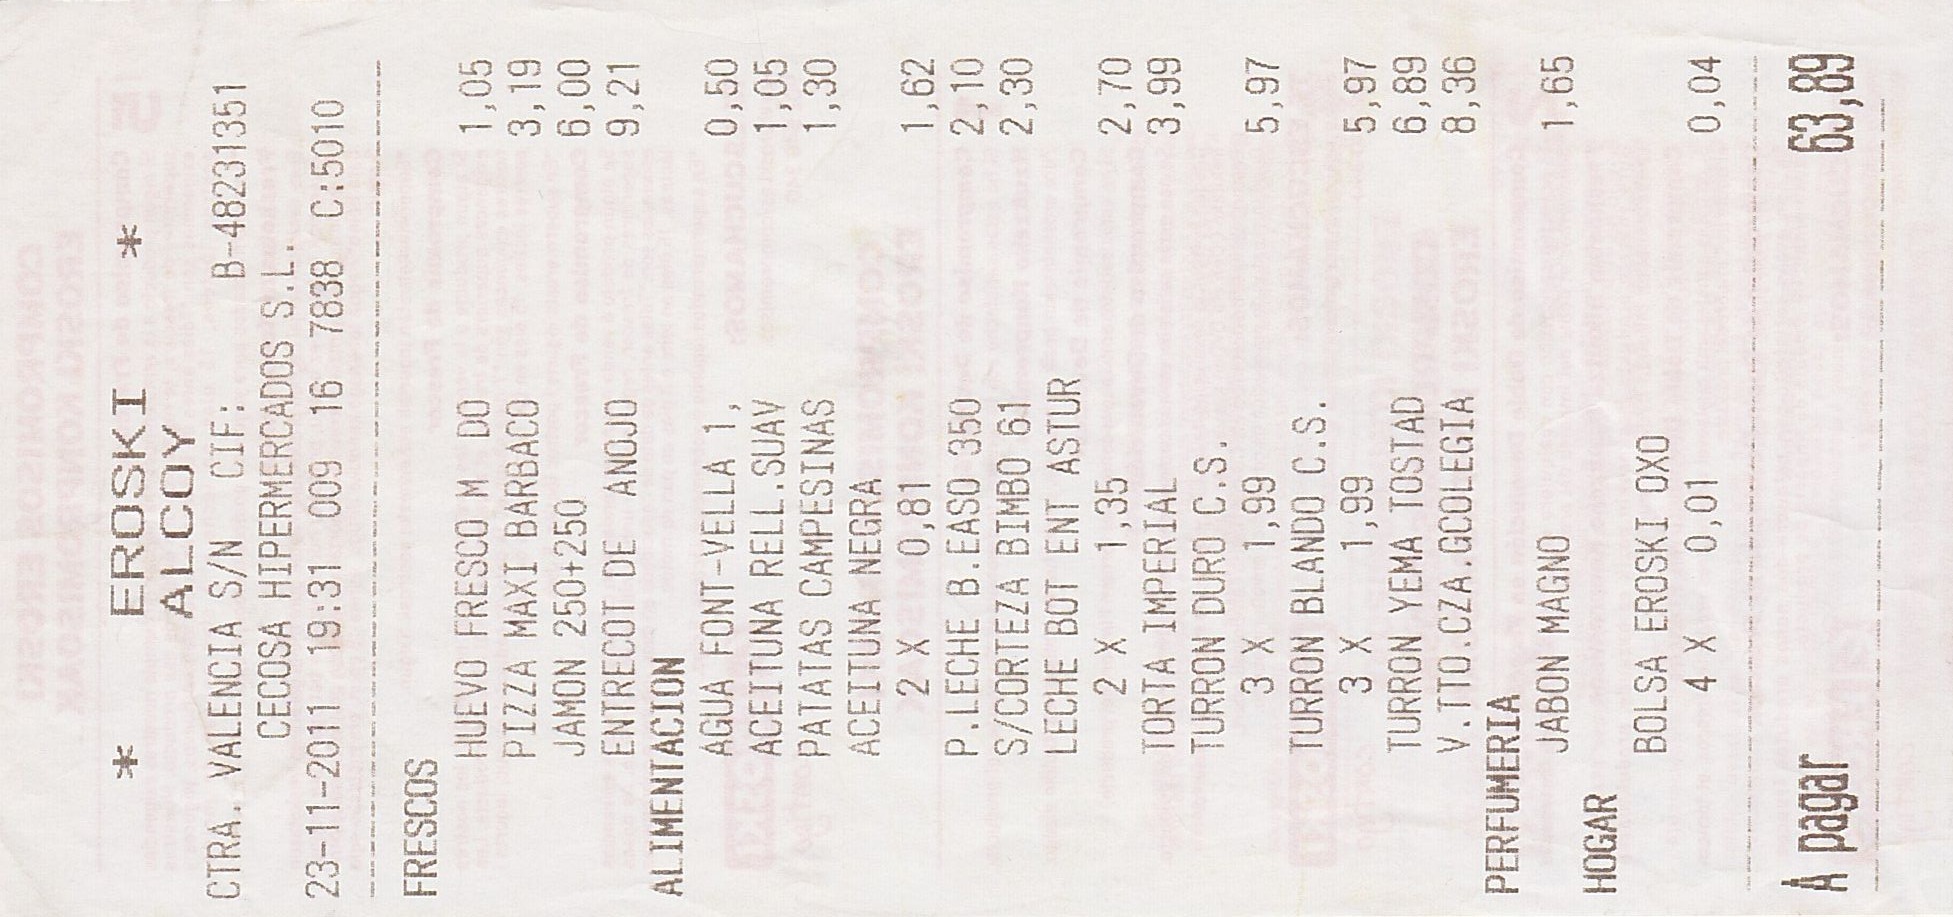 * EROSKI *
ALCOY
CTRA. VALENCIA S/N CIF: B-48231351
CECOSA HIPERMERCADOS S.L.
23-11-2011 19:31 009 16 7838 C:5010
FRESCOS
HUEVO FRESCO M DO 1,05
PIZZA MAXI BARBACO 3,19
JAMON 250+250 6,00
ENTRECOT DE ANOJO 9,21
ALIMENTACION
AGUA FONT-VELLA 1, 0,50
ACEITUNA RELL.SUAV 1,05
PATATAS CAMPESINAS 1,30
ACEITUNA NEGRA
2 X 0,81 1,62
P.LECHE B.EASO 350 2,10
S/CORTEZA BIMBO 61 2,30
LECHE BOT ENT ASTUR
2 X 1,35 2,70
TORTA IMPERIAL 3,99
TURRON DURO C.S.
3 X 1,99 5,97
TURRON BLANDO C.S.
3 X 1,99 5,97
TURRON YEMA TOSTAD 6,89
V.TTO.CZA.GCOLEGIA 8,36
PERFUMERIA
JABON MAGNO 1,65
HOGAR
BOLSA EROSKI OXO
4 X 0,01 0,04
A pagar 63,89